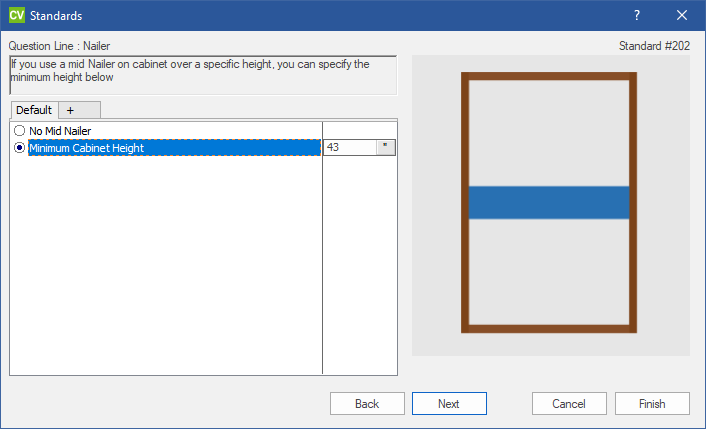 CV Standards ?
Question Line : Nailer
Standard #202
If you use a mid Nailer on cabinet over a specific height, you can specify the
minimum height below
Default +
No Mid Nailer
Minimum Cabinet Height 43 "
Back Next Cancel Finish